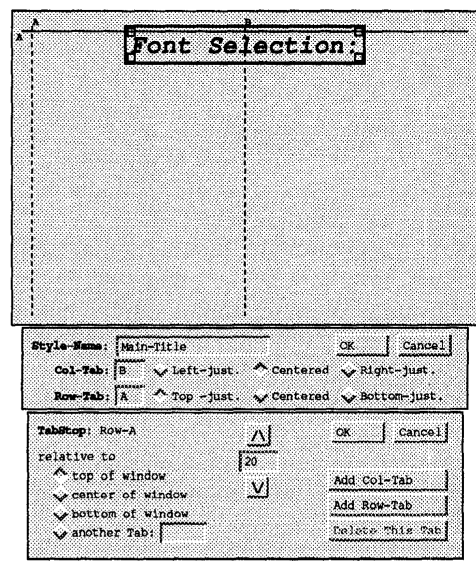 A B
A
Font Selection:
Style-Name: Main-Title OK Cancel
Col-Tab: B Left-just. Centered Right-just.
Row-Tab: A Top -just. Centered Bottom-just.
TabStop: Row-A /\ OK Cancel
relative to 20
top of window \/ Add Col-Tab
center of window
bottom of window Add Row-Tab
another Tab: Delete This Tab